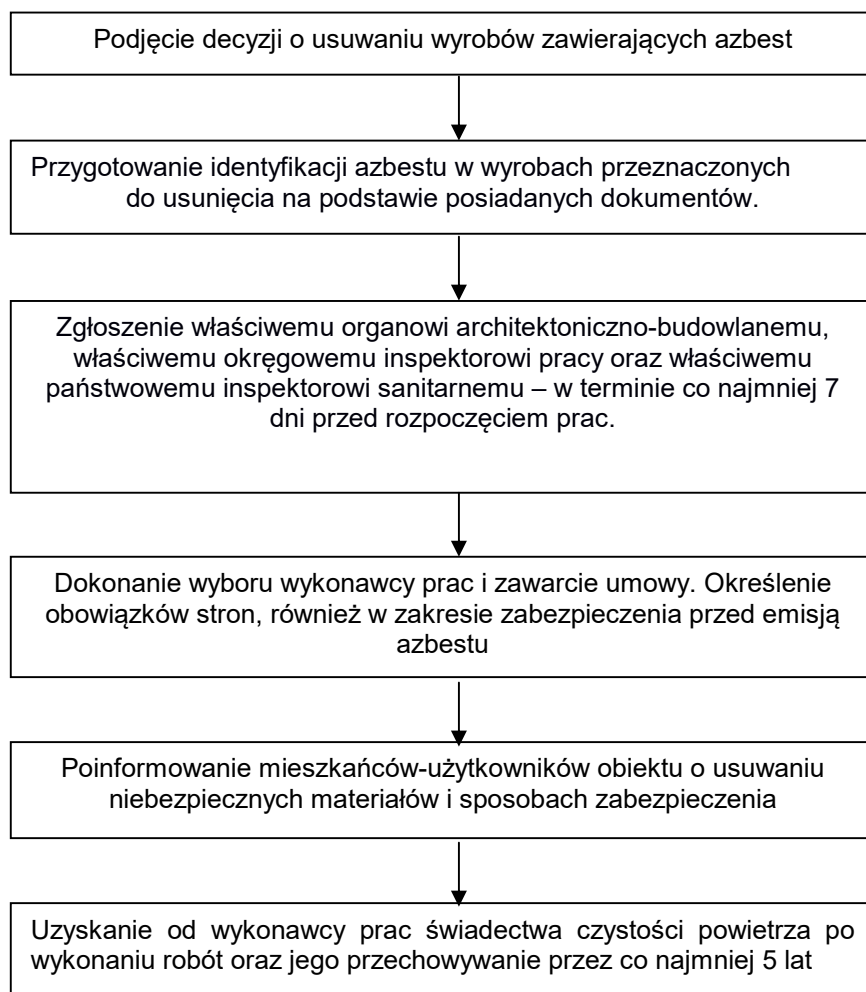 Podjęcie decyzji o usuwaniu wyrobów zawierających azbest
Przygotowanie identyfikacji azbestu w wyrobach przeznaczonych
do usunięcia na podstawie posiadanych dokumentów.
Zgłoszenie właściwemu organowi architektoniczno-budowlanemu,
właściwemu okręgowemu inspektorowi pracy oraz właściwemu
państwowemu inspektorowi sanitarnemu – w terminie co najmniej 7
dni przed rozpoczęciem prac.
Dokonanie wyboru wykonawcy prac i zawarcie umowy. Określenie
obowiązków stron, również w zakresie zabezpieczenia przed emisją
azbestu
Poinformowanie mieszkańców-użytkowników obiektu o usuwaniu
niebezpiecznych materiałów i sposobach zabezpieczenia
Uzyskanie od wykonawcy prac świadectwa czystości powietrza po
wykonaniu robót oraz jego przechowywanie przez co najmniej 5 lat